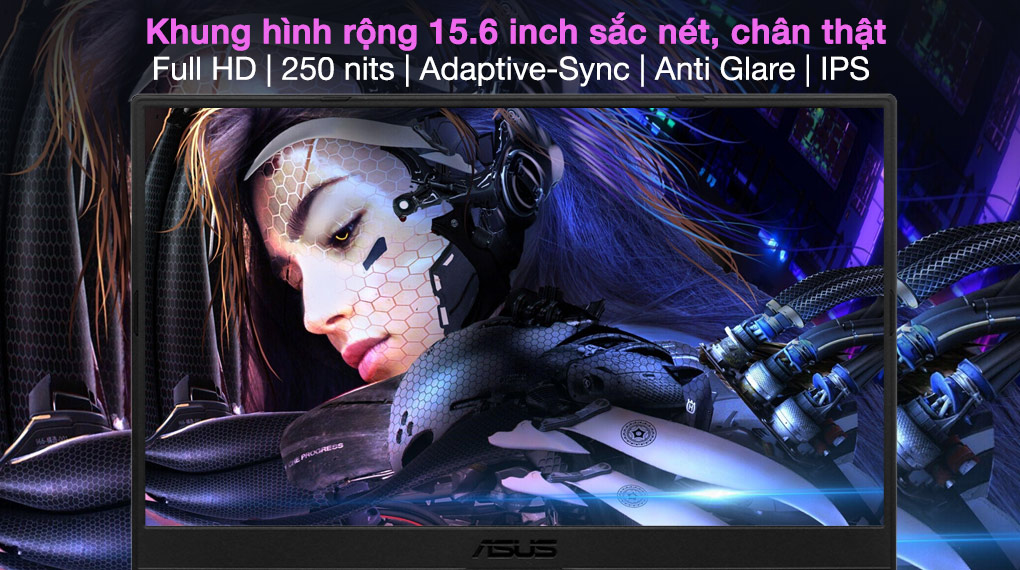 Khung hình rộng 15.6 inch sắc nét, chân thật
Full HD | 250 nits | Adaptive-Sync | Anti Glare | IPS
PROGRESS
ASUS